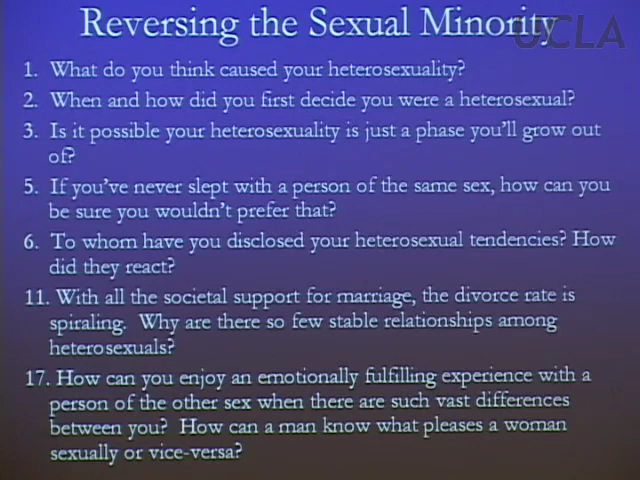 Reversing the Sexual Minority
UCLA
1. What do you think caused your heterosexuality?
2. When and how did you first decide you were a heterosexual?
3. Is it possible your heterosexuality is just a phase you'll grow out
of?
5. If you've never slept with a person of the same sex, how can you
be sure you wouldn't prefer that?
6. To whom have you disclosed your heterosexual tendencies? How
did they react?
11. With all the societal support for marriage, the divorce rate is
spiraling. Why are there so few stable relationships among
heterosexuals?
17. How can you enjoy an emotionally fulfilling experience with a
person of the other sex when there are such vast differences
between you? How can a man know what pleases a woman
sexually or vice-versa?